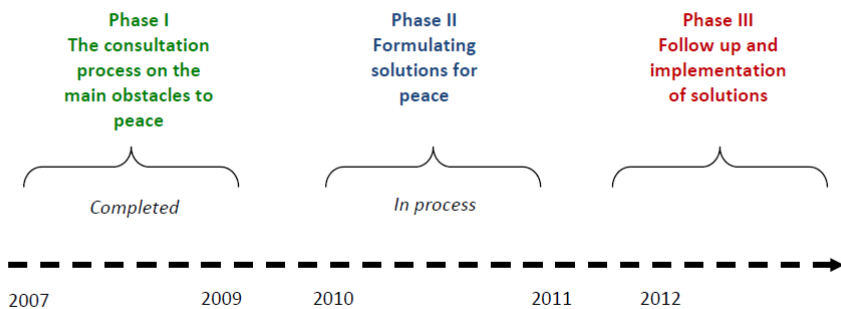 Phase I
The consultation
process on the
main obstacles to
peace
Phase II
Formulating
solutions for
peace
Phase III
Follow up and
implementation
of solutions
Completed
In process
2007
2009
2010
2011
2012